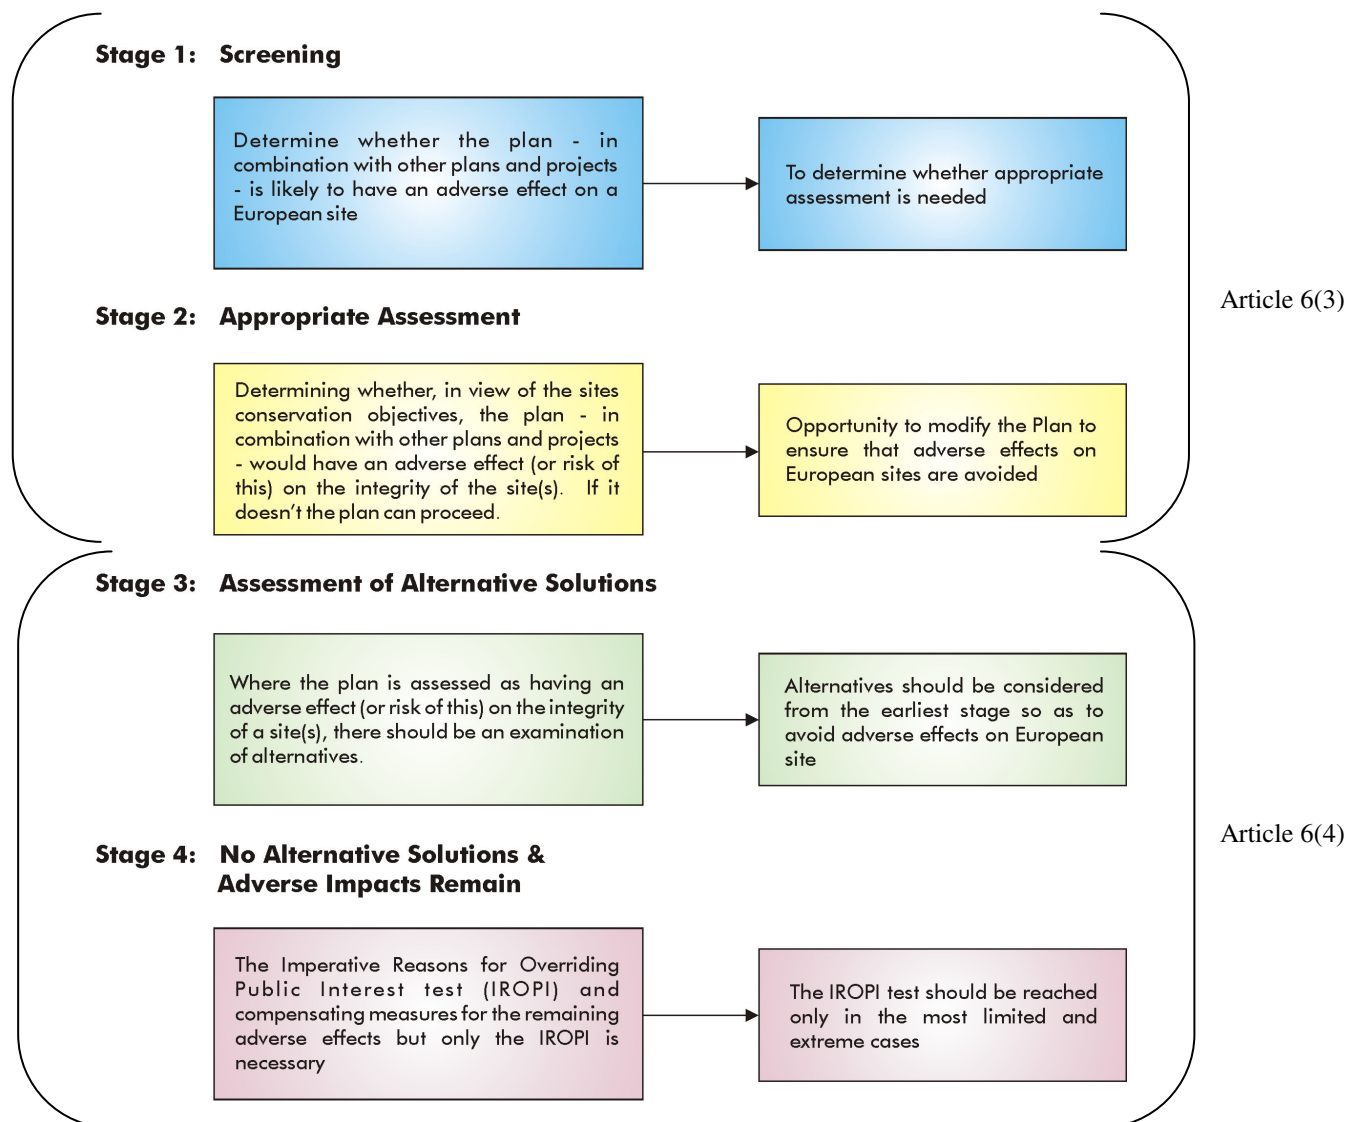 Stage 1: Screening
Determine whether the plan - in
combination with other plans and projects
- is likely to have an adverse effect on a
European site
To determine whether appropriate
assessment is needed
Article 6(3)
Stage 2: Appropriate Assessment
Determining whether, in view of the sites
conservation objectives, the plan - in
combination with other plans and projects
- would have an adverse effect (or risk of
this) on the integrity of the site(s). If it
doesn't the plan can proceed.
Opportunity to modify the Plan to
ensure that adverse effects on
European sites are avoided
Stage 3: Assessment of Alternative Solutions
Where the plan is assessed as having an
adverse effect (or risk of this) on the integrity
of a site(s), there should be an examination
of alternatives.
Alternatives should be considered
from the earliest stage so as to
avoid adverse effects on European
site
Article 6(4)
Stage 4: No Alternative Solutions &
Adverse Impacts Remain
The Imperative Reasons for Overriding
Public Interest test (IROPI) and
compensating measures for the remaining
adverse effects but only the IROPI is
necessary
The IROPI test should be reached
only in the most limited and
extreme cases